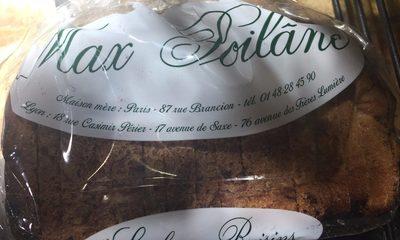 Max Poilâne
Maison mère : Paris - 87 rue Brancion - tél. 01 48 28 45 90
Lyon : 18 rue Casimir Périer - 17 avenue de Saxe - 76 avenue des Frères Lumière
Raisins